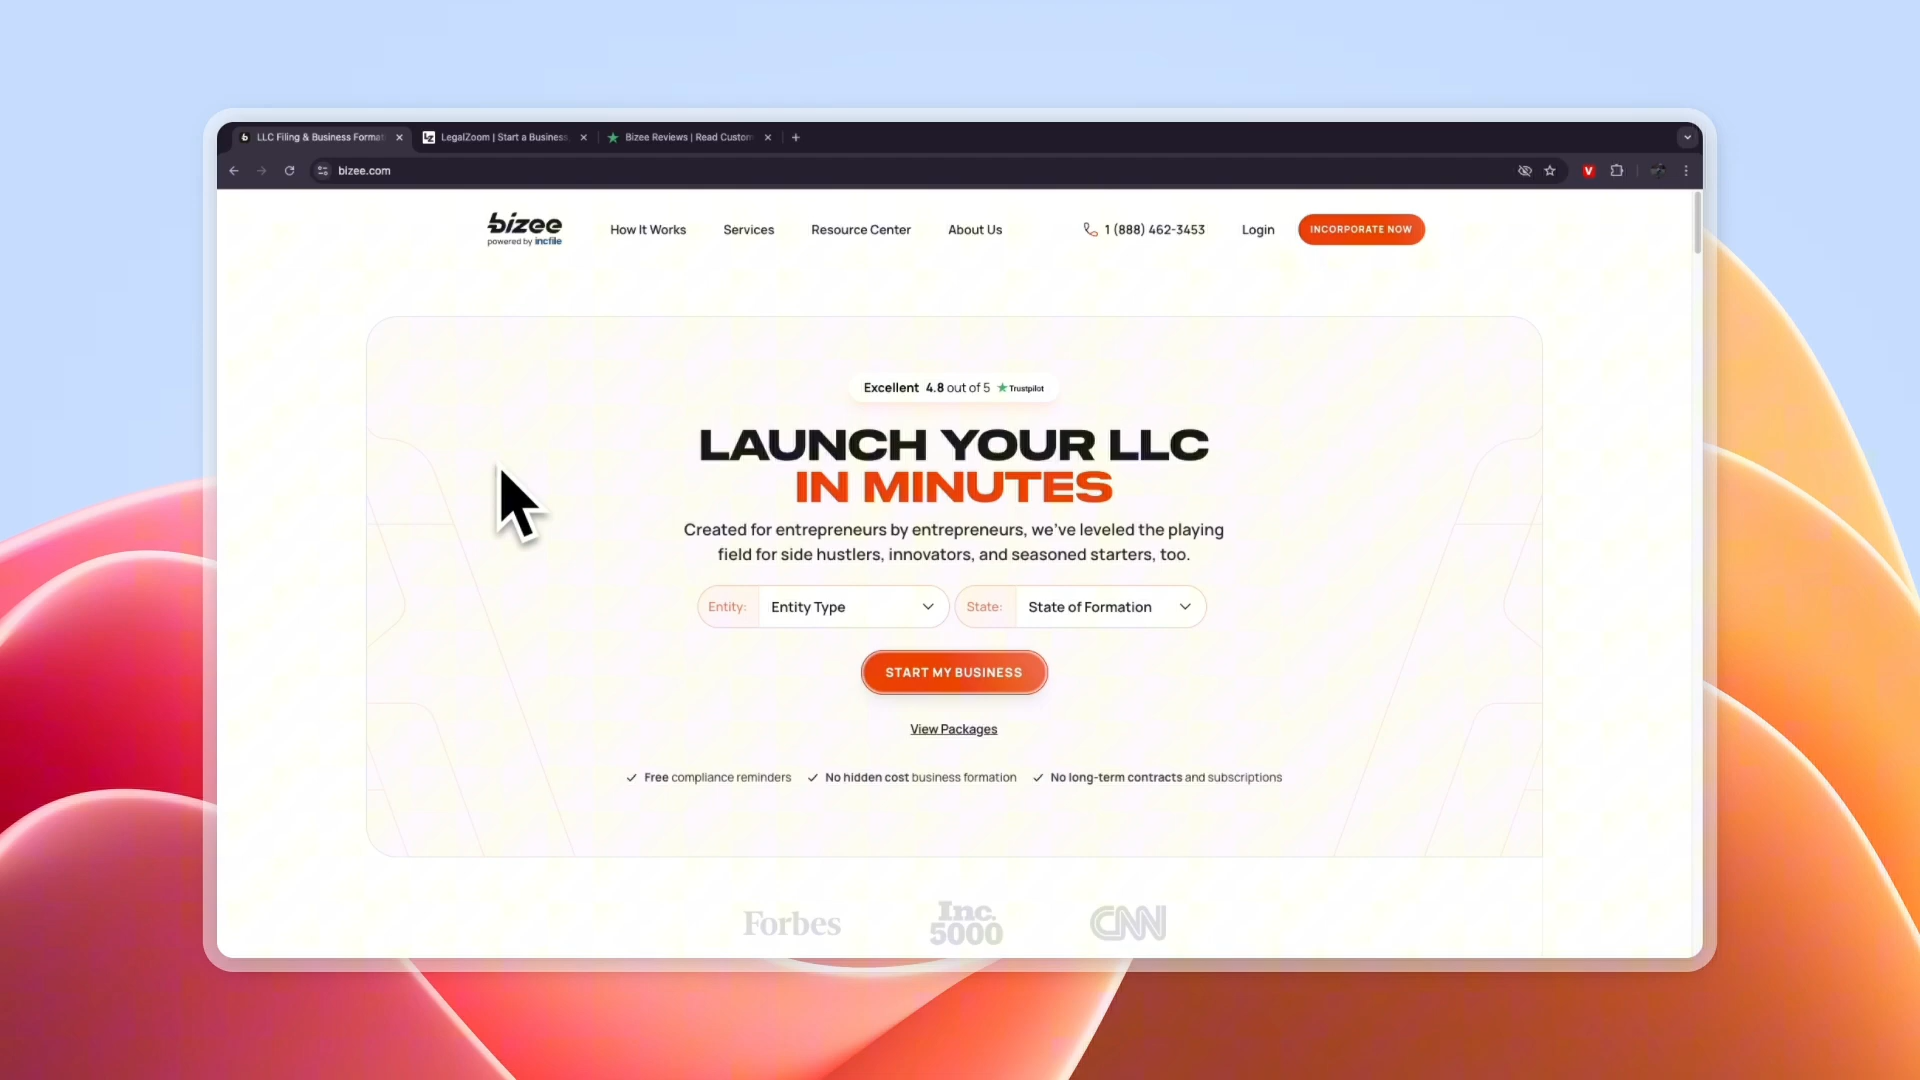 LLC Filing & Business Format
LegalZoom | Start a Business,
Bizee Reviews | Read Custom
bizee.com
bizee
powered by incfile
How It Works
Services
Resource Center
About Us
1 (888) 462-3453
Login
INCORPORATE NOW
Excellent 4.8 out of 5 Trustpilot
LAUNCH YOUR LLC
IN MINUTES
Created for entrepreneurs by entrepreneurs, we've leveled the playing
field for side hustlers, innovators, and seasoned starters, too.
Entity: Entity Type
State: State of Formation
START MY BUSINESS
View Packages
Free compliance reminders
No hidden cost business formation
No long-term contracts and subscriptions
Forbes
Inc.
5000
CNN